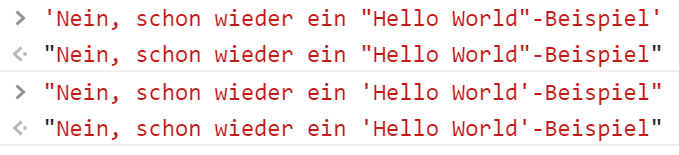 > 'Nein, schon wieder ein "Hello World"-Beispiel'
<· "Nein, schon wieder ein "Hello World"-Beispiel"
> "Nein, schon wieder ein 'Hello World'-Beispiel"
<· "Nein, schon wieder ein 'Hello World'-Beispiel"